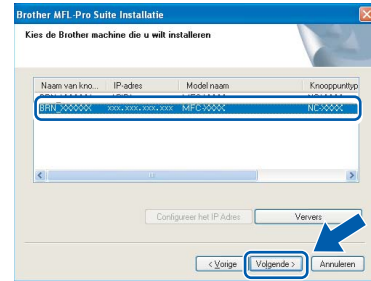 Brother MFL-Pro Suite Installatie
Kies de Brother machine die u wilt installeren
Naam van kno... IP-adres Model naam Knooppunttyp
BRN_XXXXXX xxx.xxx.xxx.xxx MFC-XXXX NC-XXXX
Configureer het IP Adres Ververs
< Vorige Volgende > Annuleren